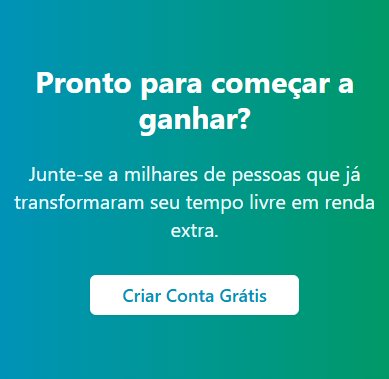 Pronto para começar a
ganhar?
Junte-se a milhares de pessoas que já
transformaram seu tempo livre em renda
extra.
Criar Conta Grátis